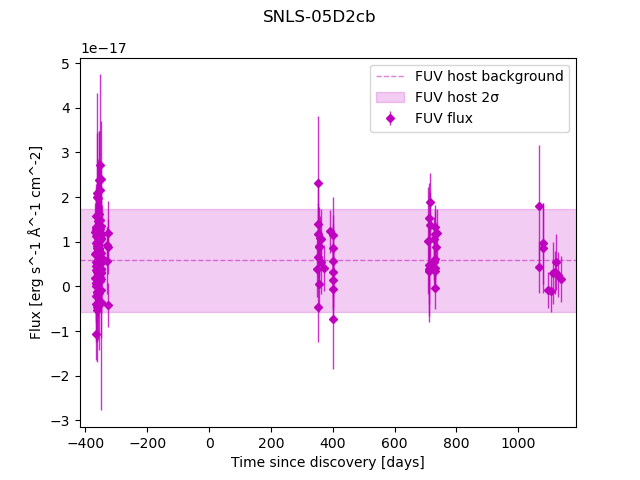 SNLS-05D2cb
1e−17
FUV host background
FUV host 2σ
FUV flux
5
4
3
2
1
0
−1
−2
−3
Flux [erg s^-1 Å^-1 cm^-2]
−400 −200 0 200 400 600 800 1000
Time since discovery [days]